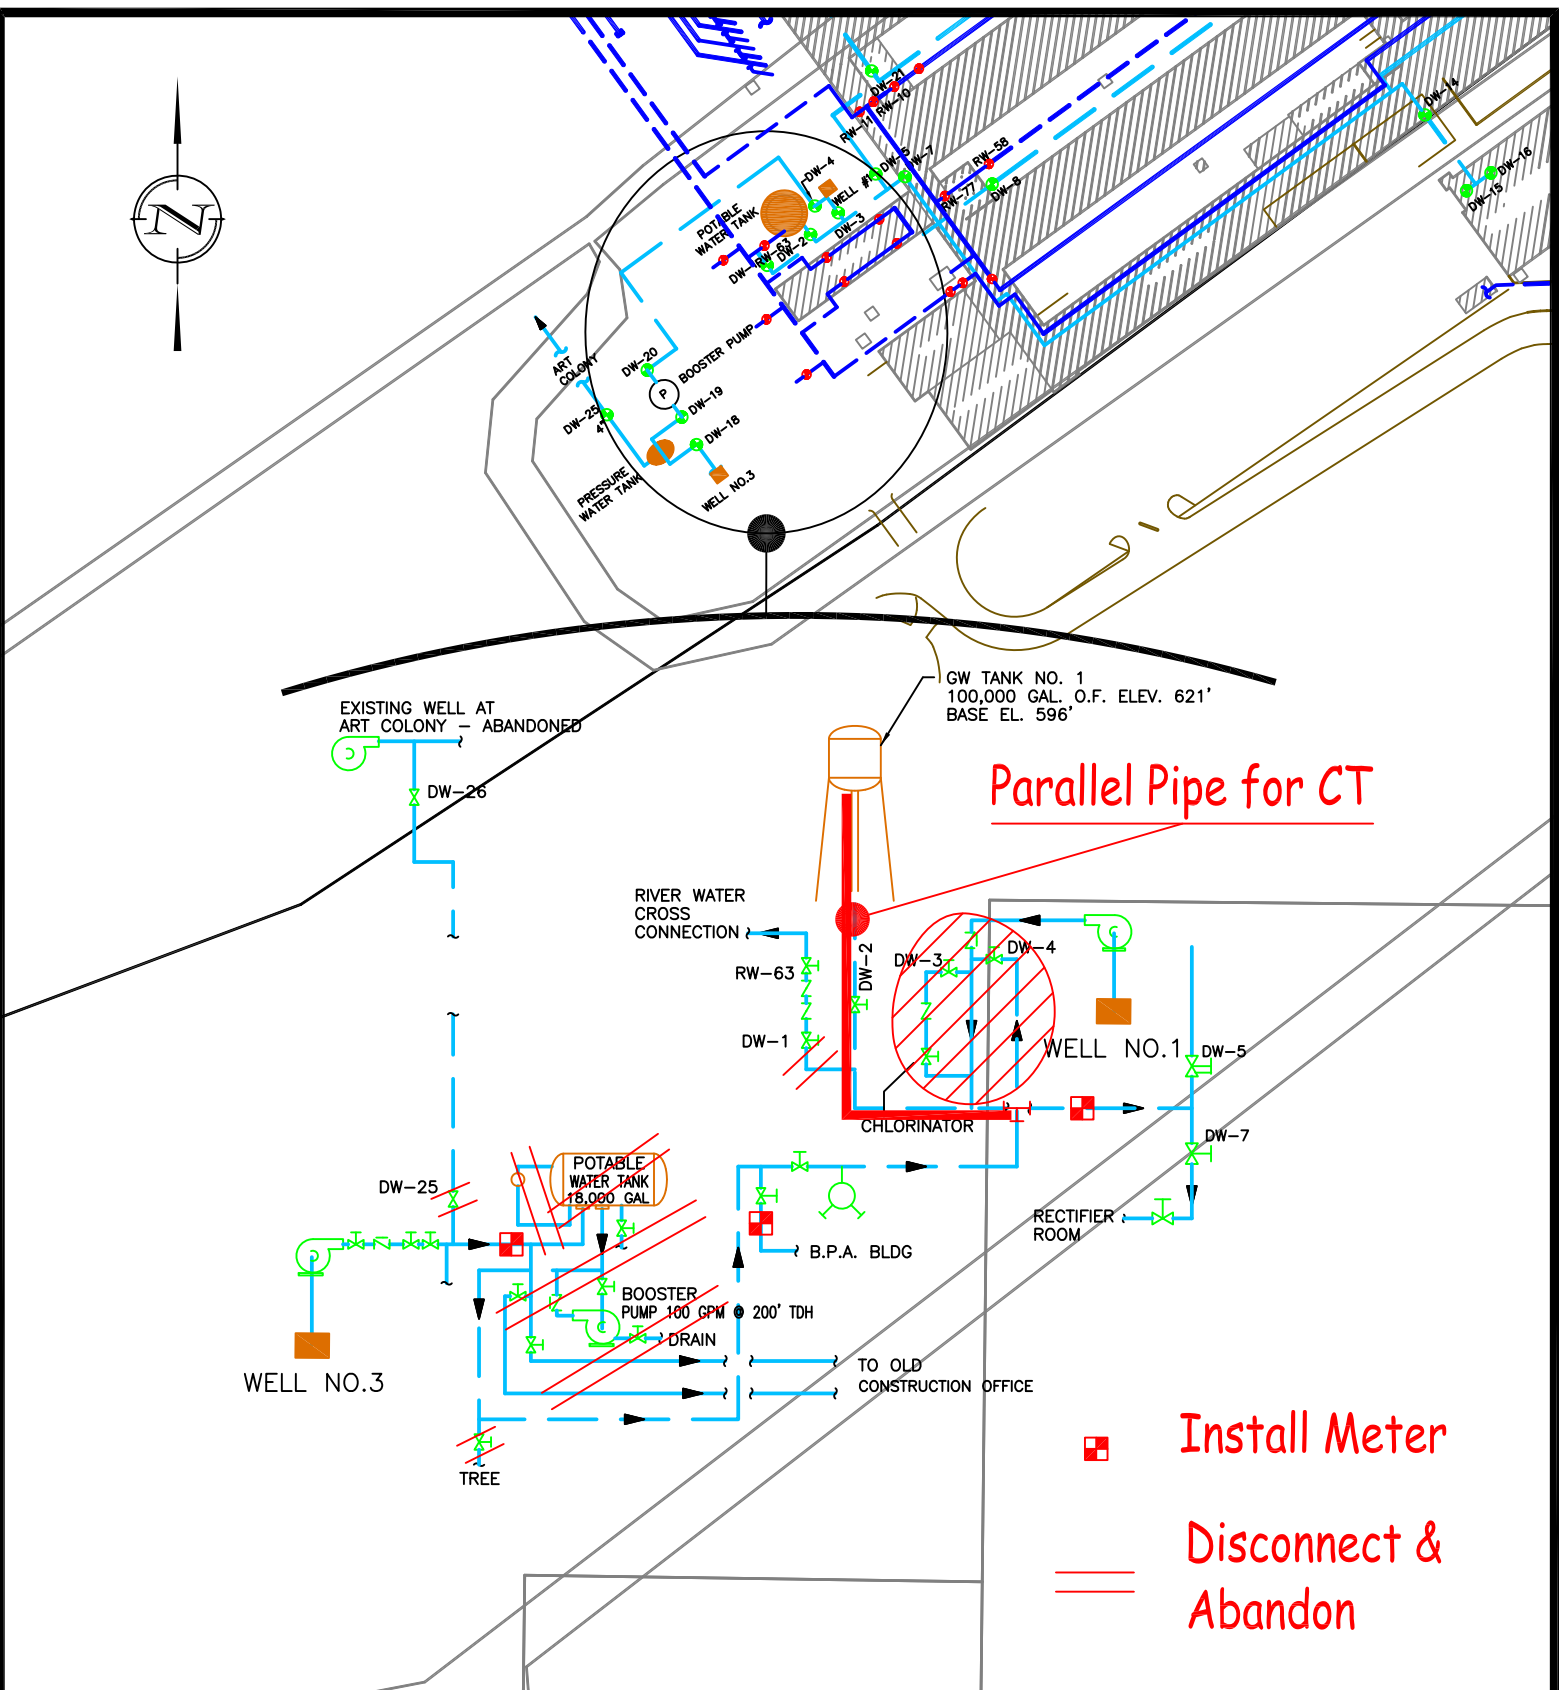 N
DW-21
RW-10
RW-11
DW-14
DW-16
DW-15
DW-5
DW-7
RW-58
DW-8
RW-77
DW-4
WELL #1
DW-3
POTABLE
WATER TANK
RW-63
DW-2
BOOSTER PUMP
ART
COLONY
DW-20
P
DW-19
DW-25
4"
DW-18
PRESSURE
WATER TANK
WELL NO.3
GW TANK NO. 1
100,000 GAL. O.F. ELEV. 621'
BASE EL. 596'
EXISTING WELL AT
ART COLONY - ABANDONED
DW-26
Parallel Pipe for CT
RIVER WATER
CROSS
CONNECTION
RW-63
DW-2
DW-3
DW-4
DW-1
WELL NO.1
DW-5
CHLORINATOR
DW-7
POTABLE
WATER TANK
18,000 GAL
DW-25
RECTIFIER
ROOM
B.P.A. BLDG
BOOSTER
PUMP 100 GPM @ 200' TDH
DRAIN
WELL NO.3
TO OLD
CONSTRUCTION OFFICE
TREE
Install Meter
Disconnect &
Abandon